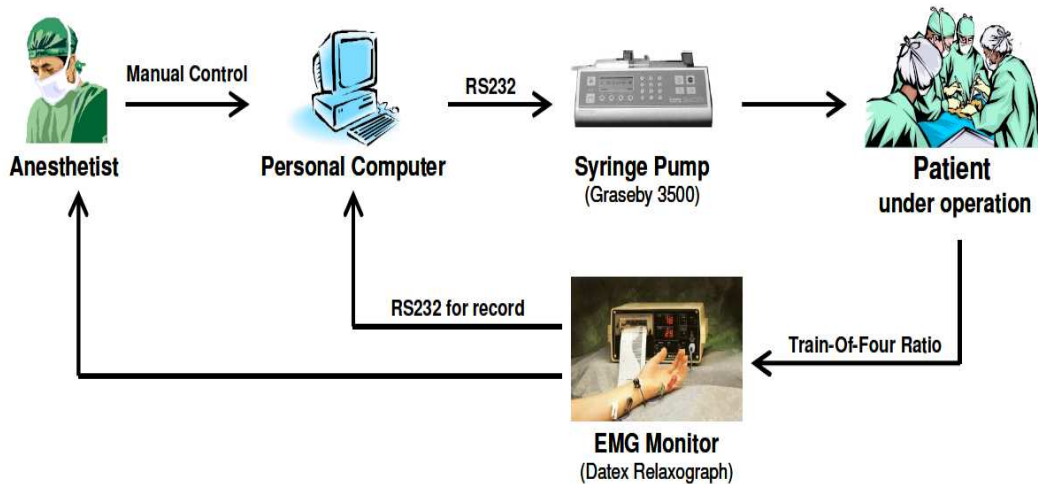 Manual Control
RS232
Anesthetist
Personal Computer
Syringe Pump
(Graseby 3500)
Patient
under operation
RS232 for record
Train-Of-Four Ratio
EMG Monitor
(Datex Relaxograph)